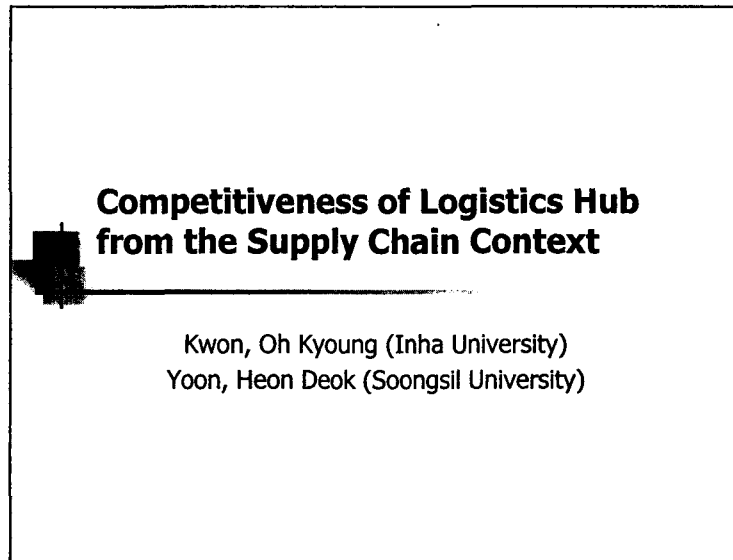 Competitiveness of Logistics Hub
from the Supply Chain Context
Kwon, Oh Kyoung (Inha University)
Yoon, Heon Deok (Soongsil University)